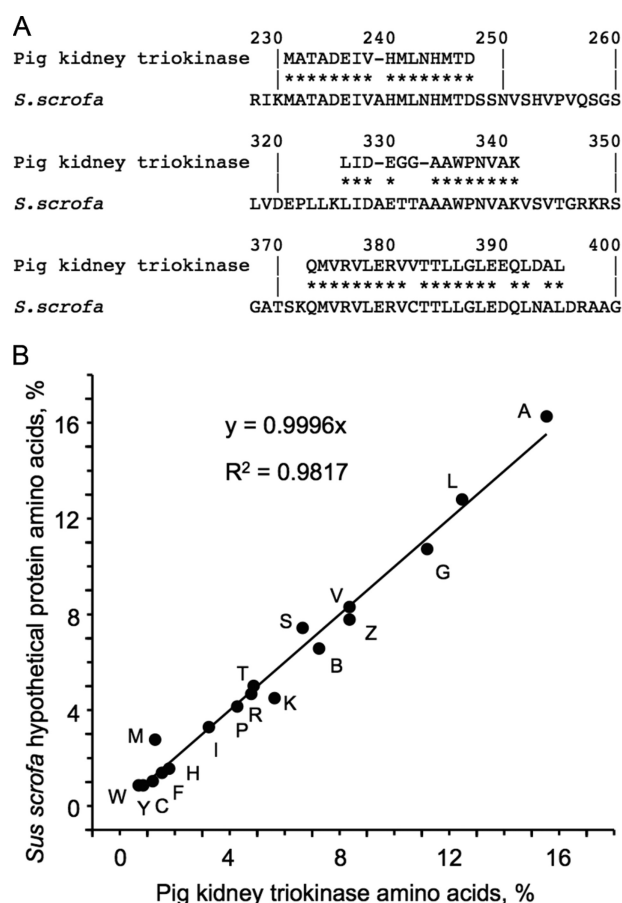 A
230 240 250 260
Pig kidney triokinase | MATADEIV-HMLNHMTD | |
******** ********
S.scrofa RIKMATADEIVAHMLNHMTDSSNVSHVPVQSGS
320 330 340 350
Pig kidney triokinase | LID-EGG-AAWPNVAK |
*** * ********
S.scrofa LVDEPLLKLIDAETTAAAWPNVAKVSVTGRKRS
370 380 390 400
Pig kidney triokinase | QMVRVLERVVTTLLGLEEQLDAL |
********* ******* ** **
S.scrofa GATSKQMVRVLERVCTTLLGLEDQLNALDRAAG
B
Sus scrofa hypothetical protein amino acids, %
16
12
8
4
0
y = 0.9996x
R2 = 0.9817
A
L
G
V
Z
S
B
T
K
R
P
M
I
H
F
W
Y
C
0 4 8 12 16
Pig kidney triokinase amino acids, %